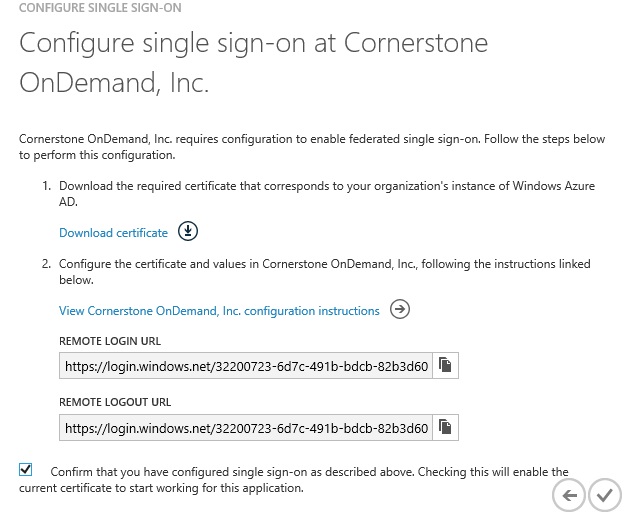 CONFIGURE SINGLE SIGN-ON
Configure single sign-on at Cornerstone
OnDemand, Inc.
Cornerstone OnDemand, Inc. requires configuration to enable federated single sign-on. Follow the steps below
to perform this configuration.
1. Download the required certificate that corresponds to your organization's instance of Windows Azure
AD.
Download certificate
2. Configure the certificate and values in Cornerstone OnDemand, Inc., following the instructions linked
below.
View Cornerstone OnDemand, Inc. configuration instructions
REMOTE LOGIN URL
https://login.windows.net/32200723-6d7c-491b-bdcb-82b3d60
REMOTE LOGOUT URL
https://login.windows.net/32200723-6d7c-491b-bdcb-82b3d60
Confirm that you have configured single sign-on as described above. Checking this will enable the
current certificate to start working for this application.